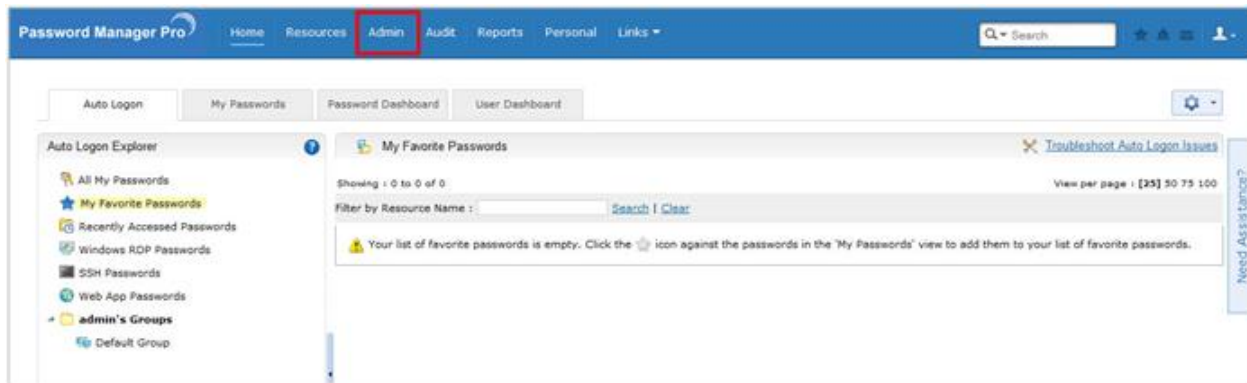 Password Manager Pro Home Resources Admin Audit Reports Personal Links Search
Auto Logon My Passwords Password Dashboard User Dashboard
Auto Logon Explorer ? My Favorite Passwords Troubleshoot Auto Logon Issues
All My Passwords
My Favorite Passwords
Recently Accessed Passwords
Windows RDP Passwords
SSH Passwords
Web App Passwords
admin's Groups
Default Group
Showing : 0 to 0 of 0 View per page : [25] 50 75 100
Filter by Resource Name : Search | Clear
Your list of favorite passwords is empty. Click the icon against the passwords in the 'My Passwords' view to add them to your list of favorite passwords.
Need Assistance?